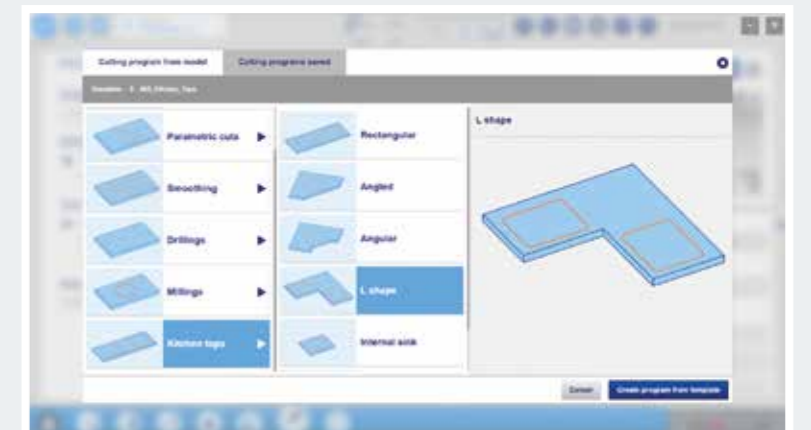 Cutting program from model
Cutting programs saved
Parametric cuts
Smoothing
Drillings
Millings
Kitchen tops
Rectangular
Angled
Angular
L shape
Internal sink
L shape
Cancel
Create program from template